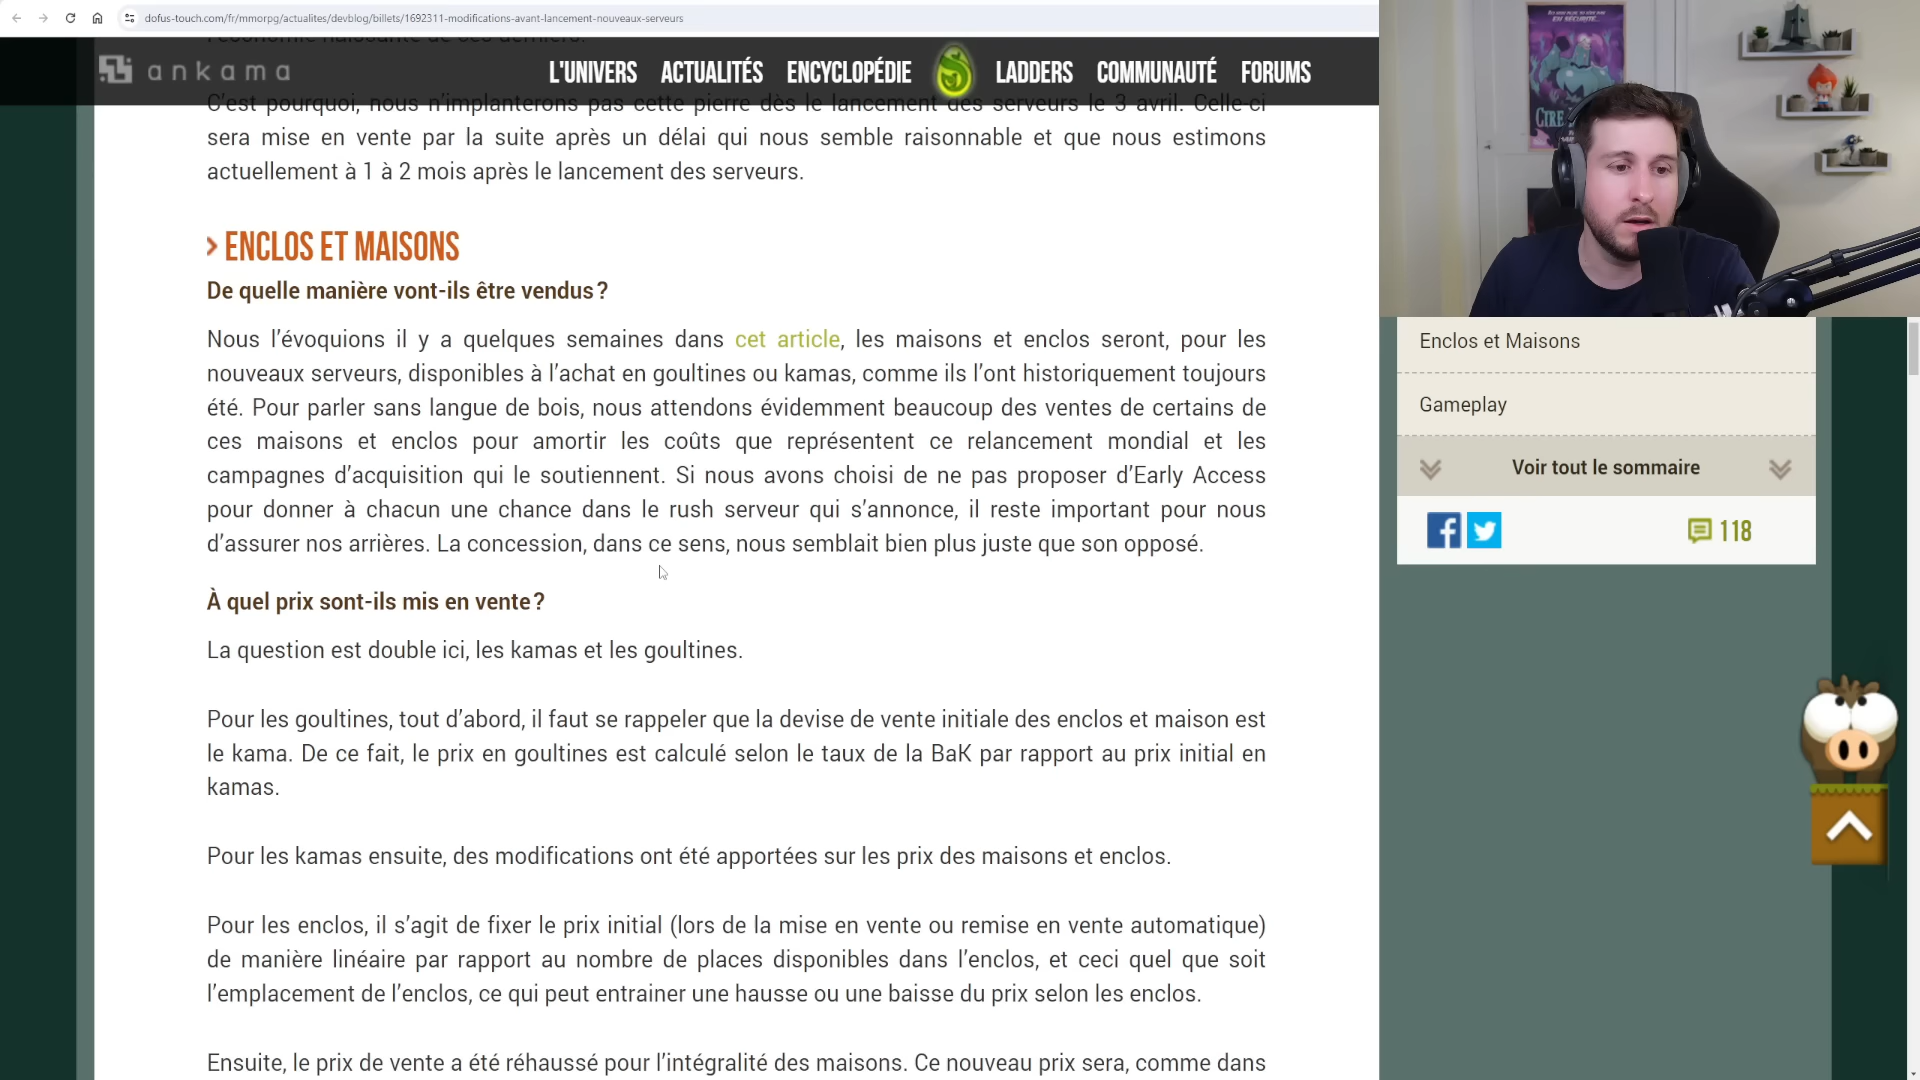 dofus-touch.com/fr/mmorpg/actualites/devblog/billets/1692311-modifications-avant-lancement-nouveaux-serveurs
ankama
L'UNIVERS
ACTUALITÉS
ENCYCLOPÉDIE
LADDERS
COMMUNAUTÉ
FORUMS
C'est pourquoi, nous n'implanterons pas cette pierre dès le lancement des serveurs le 3 avril. Celle-ci
sera mise en vente par la suite après un délai qui nous semble raisonnable et que nous estimons
actuellement à 1 à 2 mois après le lancement des serveurs.
ENCLOS ET MAISONS
De quelle manière vont-ils être vendus ?
Nous l'évoquions il y a quelques semaines dans cet article, les maisons et enclos seront, pour les
nouveaux serveurs, disponibles à l'achat en goultines ou kamas, comme ils l'ont historiquement toujours
été. Pour parler sans langue de bois, nous attendons évidemment beaucoup des ventes de certains de
ces maisons et enclos pour amortir les coûts que représentent ce relancement mondial et les
campagnes d'acquisition qui le soutiennent. Si nous avons choisi de ne pas proposer d'Early Access
pour donner à chacun une chance dans le rush serveur qui s'annonce, il reste important pour nous
d'assurer nos arrières. La concession, dans ce sens, nous semblait bien plus juste que son opposé.
À quel prix sont-ils mis en vente ?
La question est double ici, les kamas et les goultines.
Pour les goultines, tout d'abord, il faut se rappeler que la devise de vente initiale des enclos et maison est
le kama. De ce fait, le prix en goultines est calculé selon le taux de la BaK par rapport au prix initial en
kamas.
Pour les kamas ensuite, des modifications ont été apportées sur les prix des maisons et enclos.
Pour les enclos, il s'agit de fixer le prix initial (lors de la mise en vente ou remise en vente automatique)
de manière linéaire par rapport au nombre de places disponibles dans l'enclos, et ceci quel que soit
l'emplacement de l'enclos, ce qui peut entrainer une hausse ou une baisse du prix selon les enclos.
Ensuite, le prix de vente a été réhaussé pour l'intégralité des maisons. Ce nouveau prix sera, comme dans
Enclos et Maisons
Gameplay
Voir tout le sommaire
118